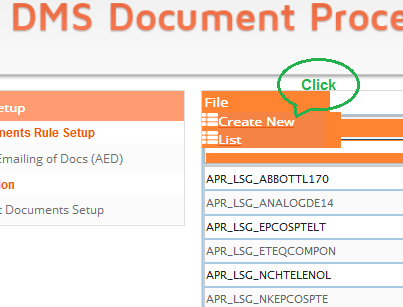 DMS Document Proce
Click
etup
ments Rule Setup
Emailing of Docs (AED)
ion
t Documents Setup
File
Create New
List
APR_LSG_ABBOTTL170
APR_LSG_ANALOGDE14
APR_LSG_EPCOSPTELT
APR_LSG_ETEQCOMPON
APR_LSG_NCHTELENOL
APR_LSG_NKEPCOSPTE